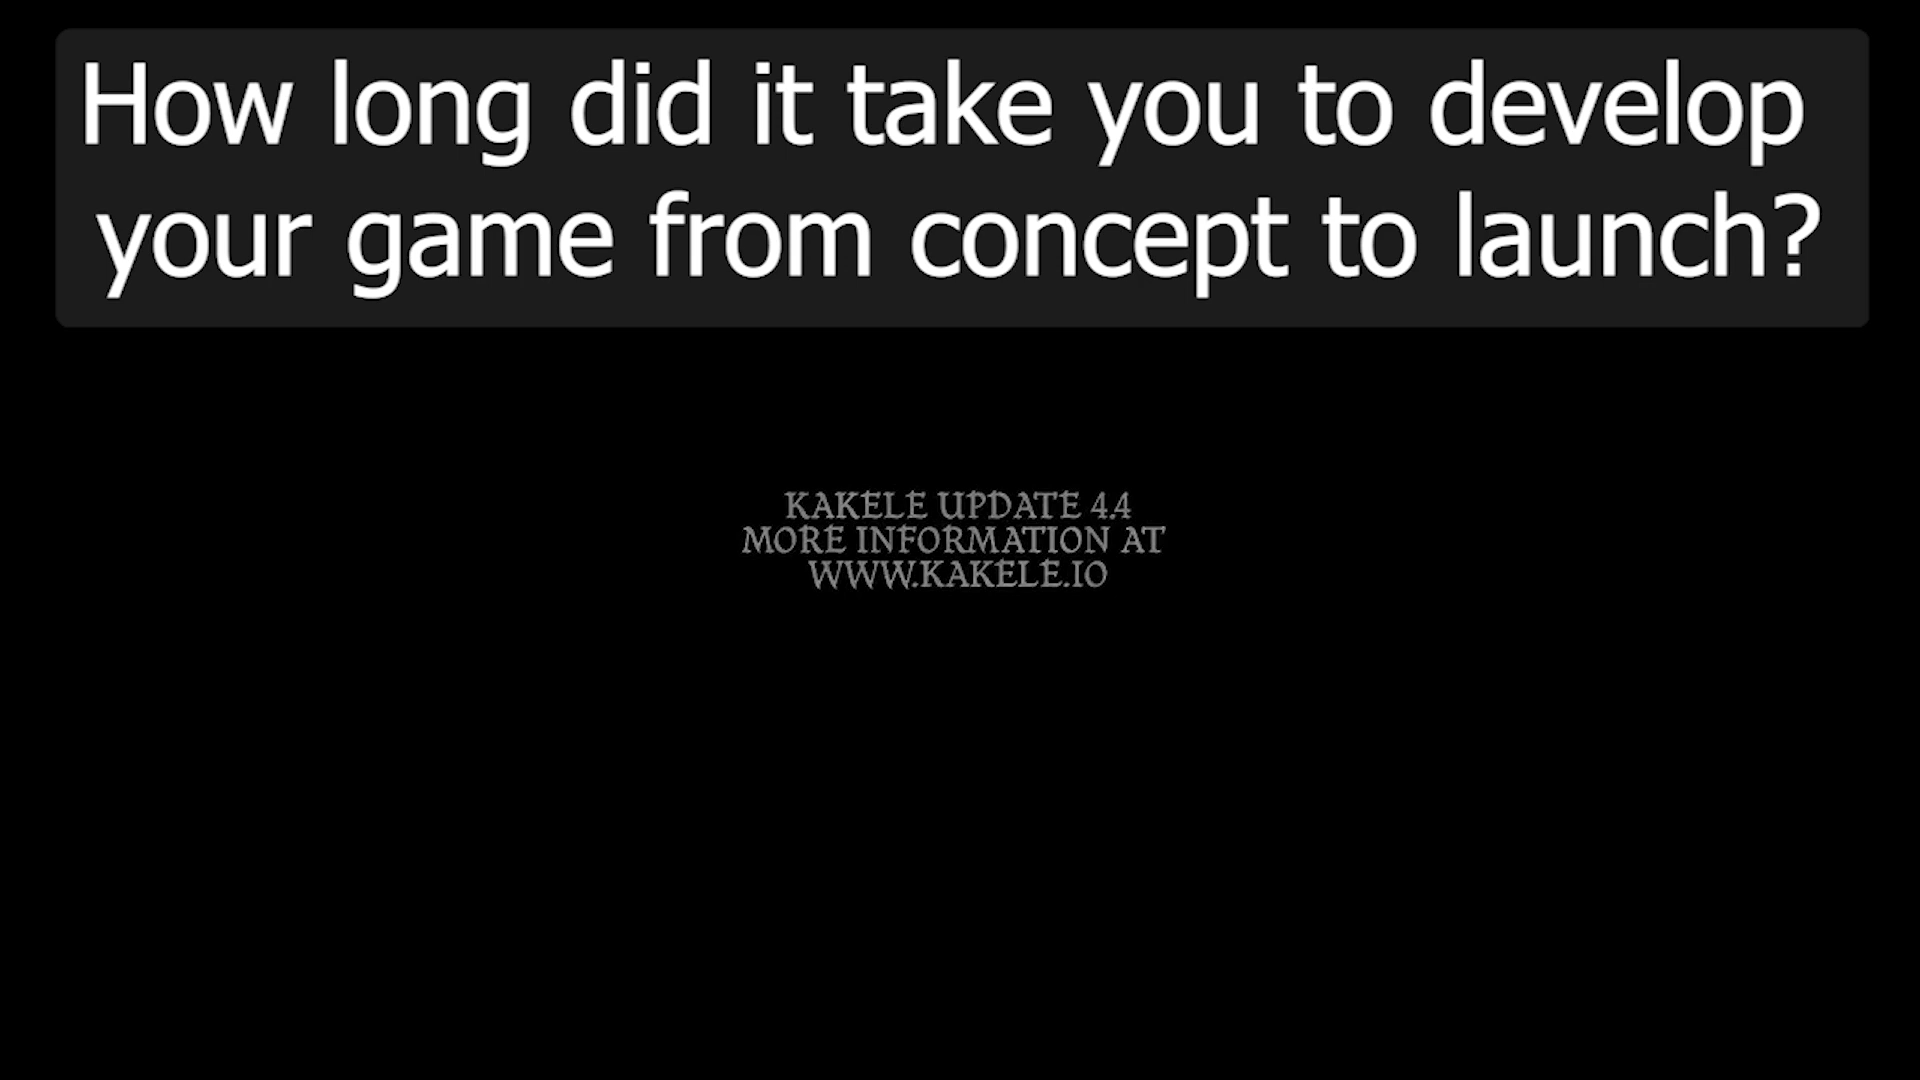 How long did it take you to develop
your game from concept to launch?
KAKELE UPDATE 4.4
MORE INFORMATION AT
WWW.KAKELE.IO